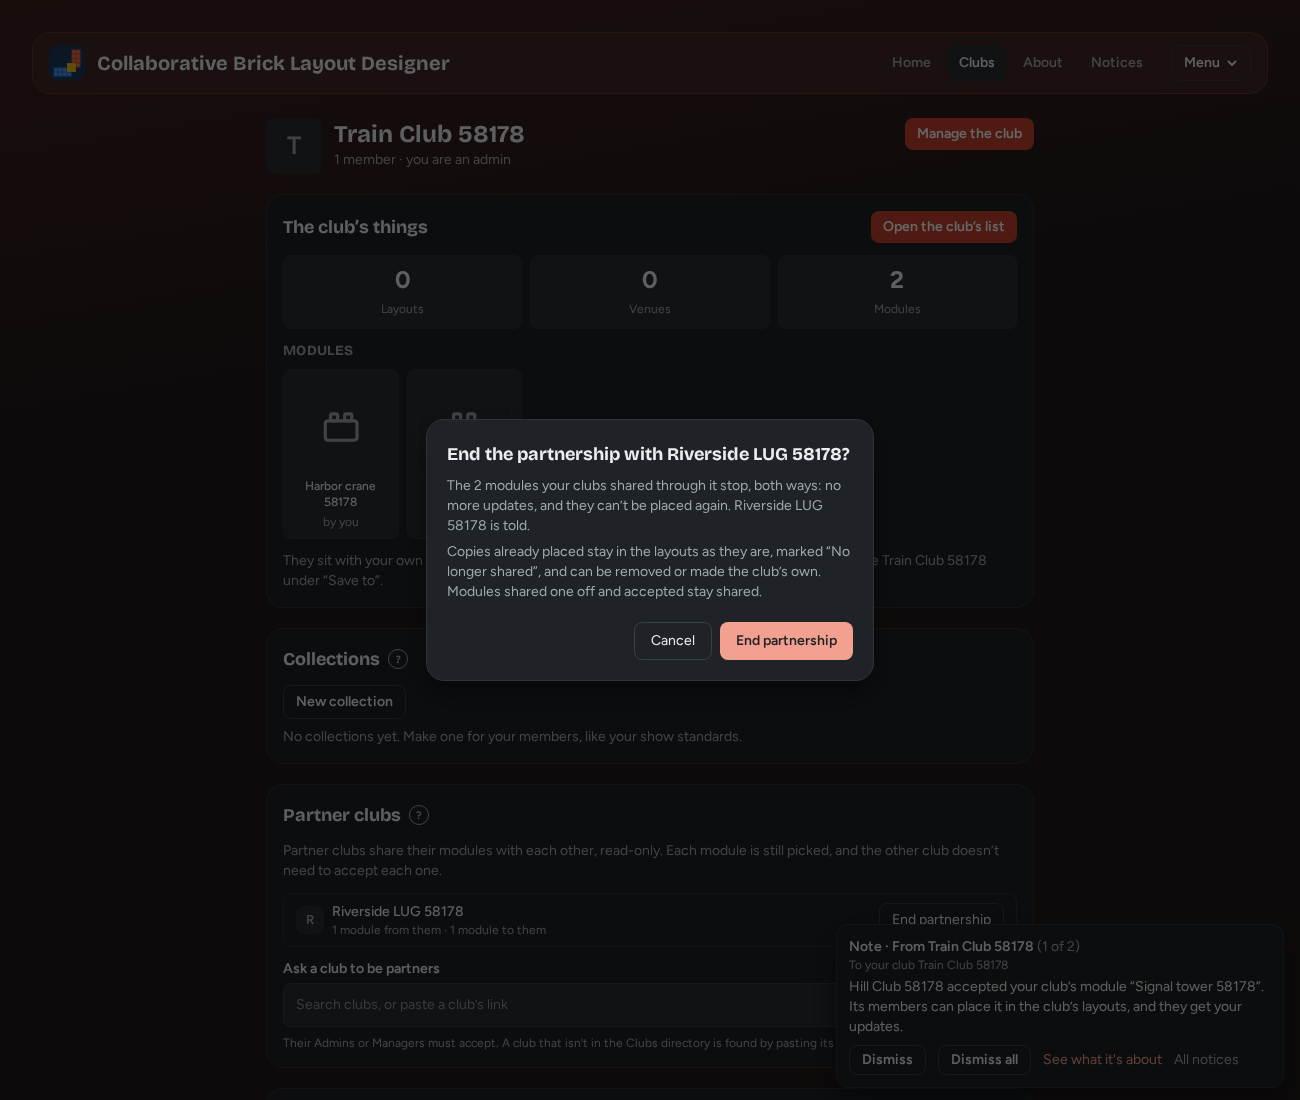 Collaborative Brick Layout Designer
Home
Clubs
About
Notices
Menu
T
Train Club 58178
1 member · you are an admin
Manage the club
The club's things
Open the club's list
0
Layouts
0
Venues
2
Modules
MODULES
Harbor crane
58178
by you
They sit with your own
e Train Club 58178
under “Save to”.
End the partnership with Riverside LUG 58178?
The 2 modules your clubs shared through it stop, both ways: no
more updates, and they can't be placed again. Riverside LUG
58178 is told.
Copies already placed stay in the layouts as they are, marked “No
longer shared”, and can be removed or made the club's own.
Modules shared one off and accepted stay shared.
Cancel
End partnership
Collections
?
New collection
No collections yet. Make one for your members, like your show standards.
Partner clubs
?
Partner clubs share their modules with each other, read-only. Each module is still picked, and the other club doesn't
need to accept each one.
R
Riverside LUG 58178
1 module from them · 1 module to them
End partnership
Ask a club to be partners
Search clubs, or paste a club's link
Their Admins or Managers must accept. A club that isn't in the Clubs directory is found by pasting its
Note · From Train Club 58178 (1 of 2)
To your club Train Club 58178
Hill Club 58178 accepted your club's module “Signal tower 58178”.
Its members can place it in the club's layouts, and they get your
updates.
Dismiss
Dismiss all
See what it's about
All notices